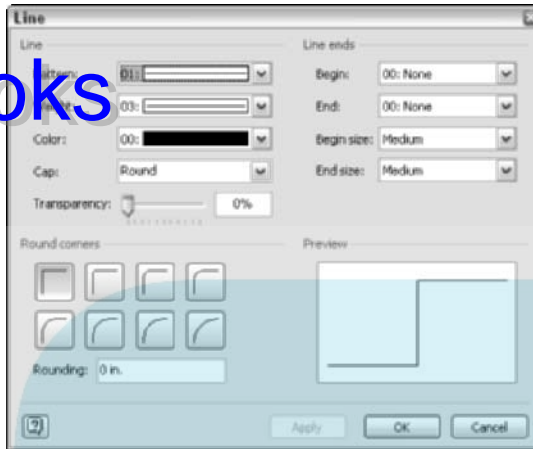 Line
Line
Line ends
Pattern:
01:
Begin:
00: None
oks
03:
End:
00: None
Color:
00:
Begin size:
Medium
Cap:
Round
End size:
Medium
Transparency:
0%
Round corners
Preview
Rounding:
0 in.
Apply
OK
Cancel